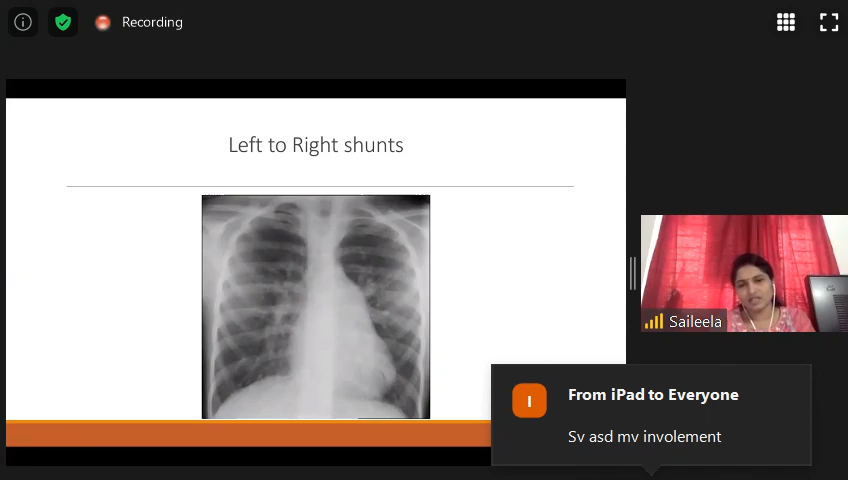 Recording
Left to Right shunts
Saileela
I
From iPad to Everyone
Sv asd mv involement